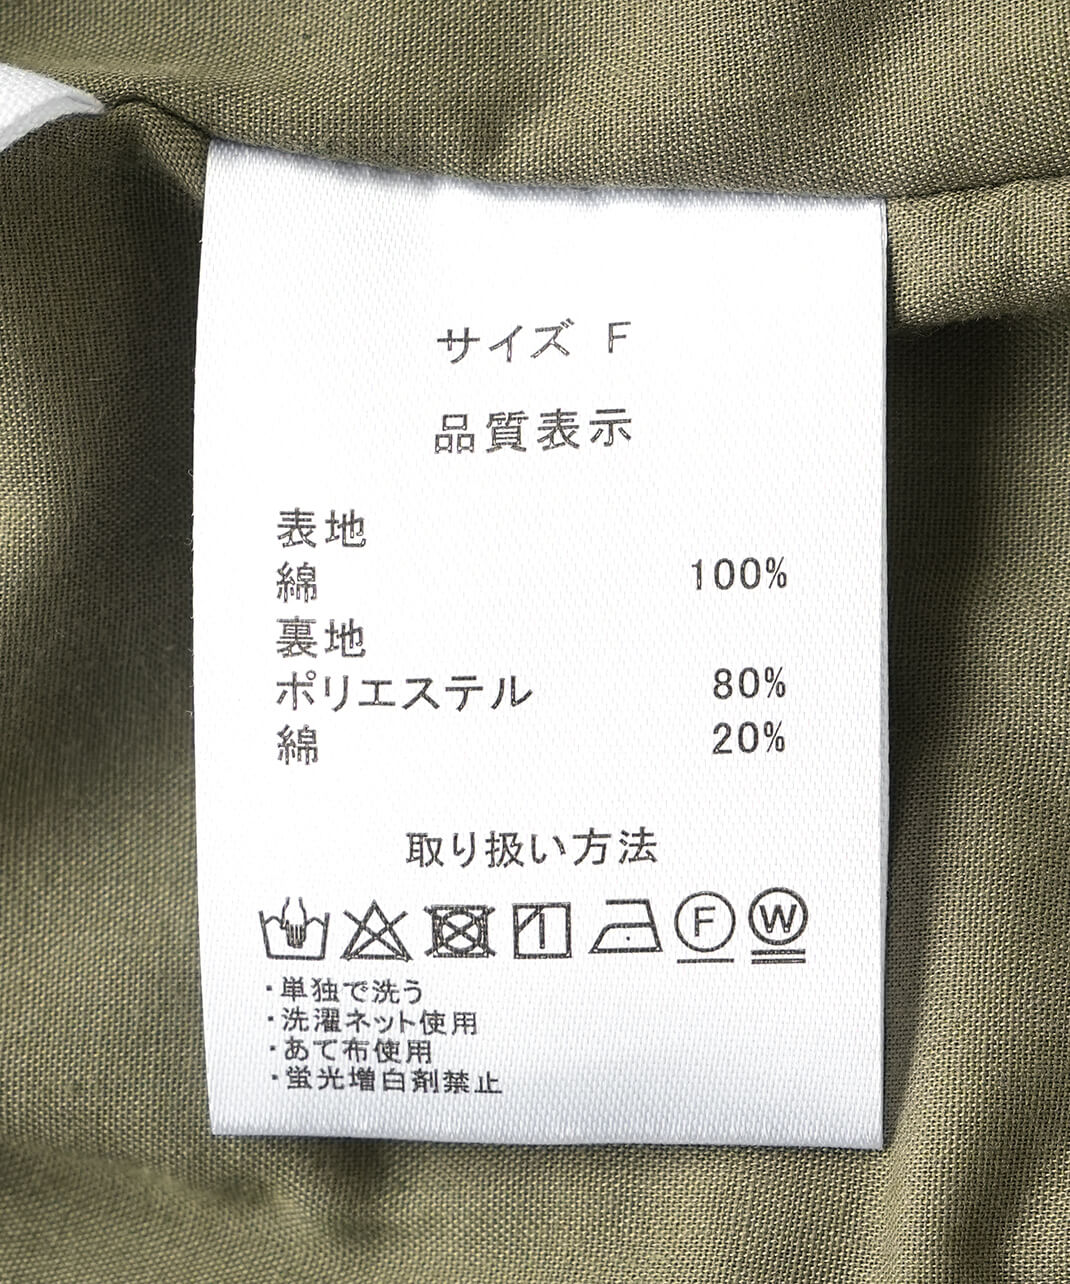 サイズ F
品質表示
表地
綿 100%
裏地
ポリエステル 80%
綿 20%
取り扱い方法
F W
・単独で洗う
・洗濯ネット使用
・あて布使用
・蛍光増白剤禁止